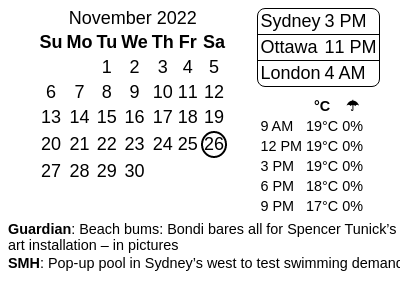 November 2022
Su Mo Tu We Th Fr Sa
1 2 3 4 5
6 7 8 9 10 11 12
13 14 15 16 17 18 19
20 21 22 23 24 25 26
27 28 29 30
Sydney 3 PM
Ottawa 11 PM
London 4 AM
°C ☂
9 AM 19°C 0%
12 PM 19°C 0%
3 PM 19°C 0%
6 PM 18°C 0%
9 PM 17°C 0%
Guardian: Beach bums: Bondi bares all for Spencer Tunick’s
art installation – in pictures
SMH: Pop-up pool in Sydney’s west to test swimming demand